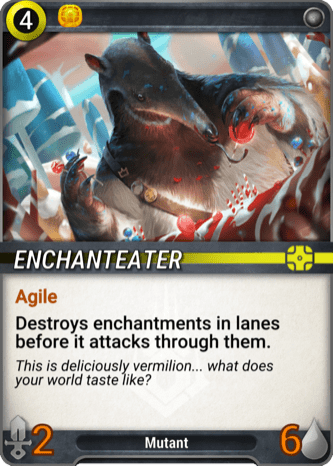 4
ENCHANTEATER
Agile
Destroys enchantments in lanes
before it attacks through them.
This is deliciously vermilion... what does
your world taste like?
2 Mutant 6